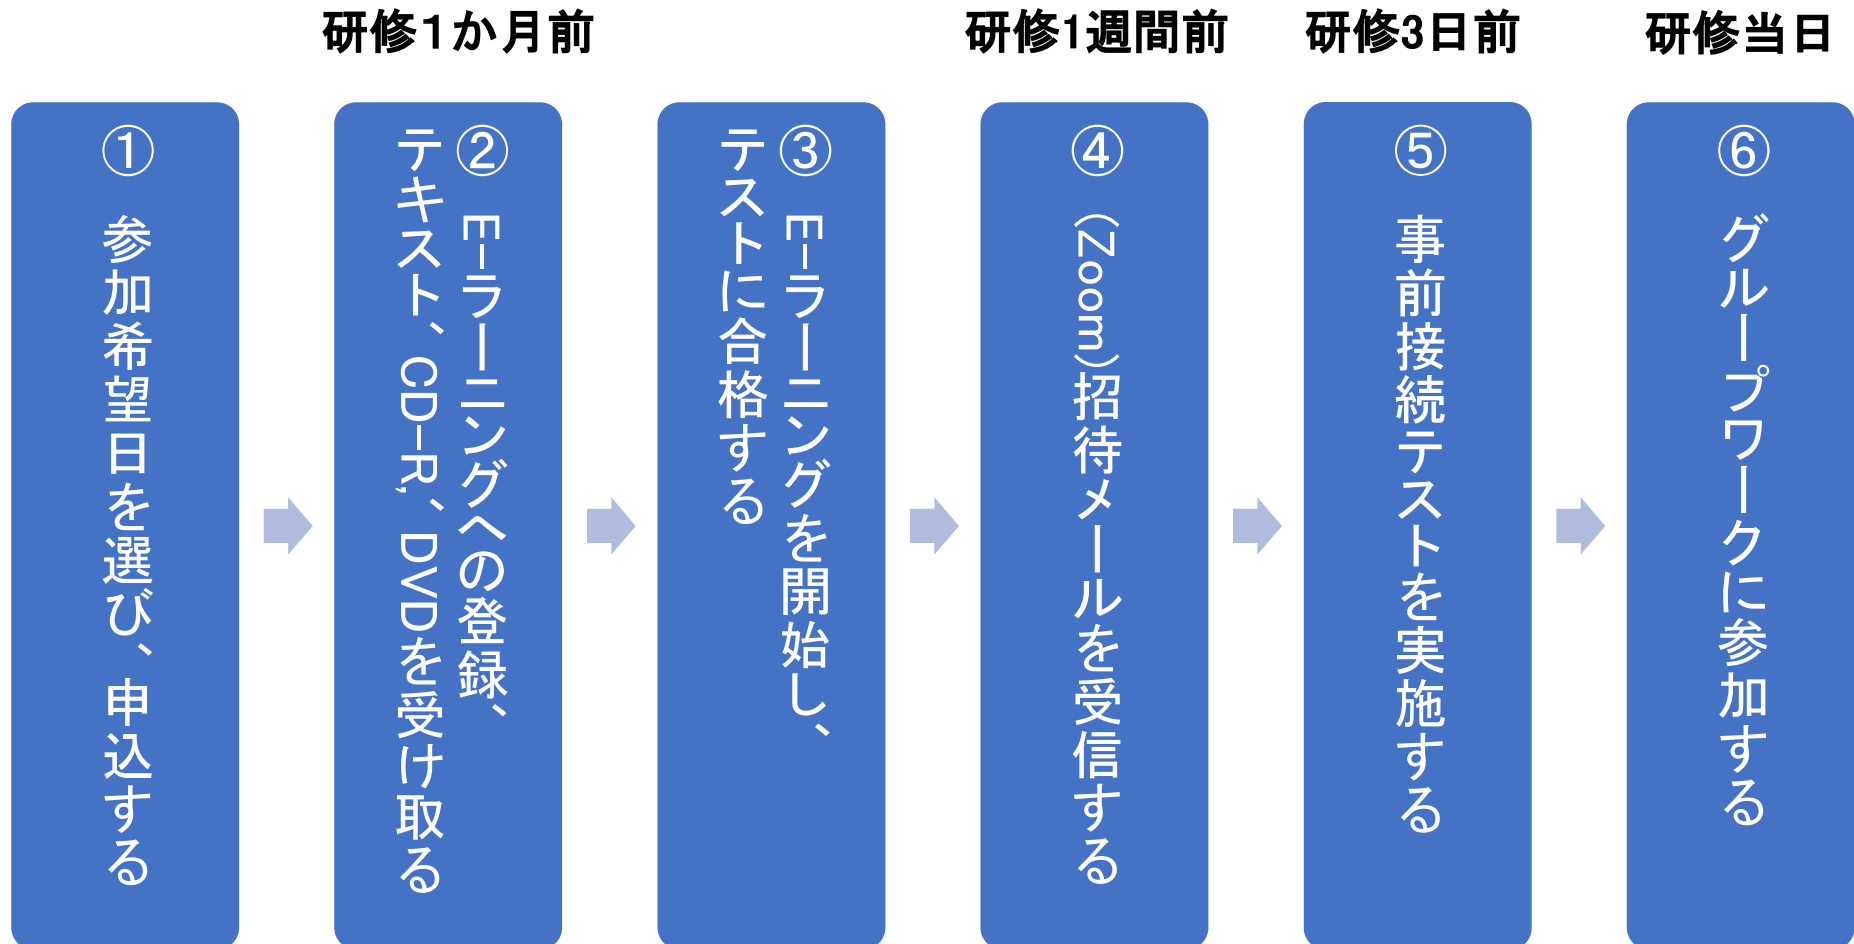 研修１か月前
研修1週間前
研修3日前
研修当日
①　参加希望日を選び、申込する
②　E-ラーニングへの登録、
テキスト、CD-R,、DVDを受け取る
③　E-ラーニングを開始し、
テストに合格する
④　（Zoom）招待メールを受信する
⑤　事前接続テストを実施する
⑥　グループワークに参加する